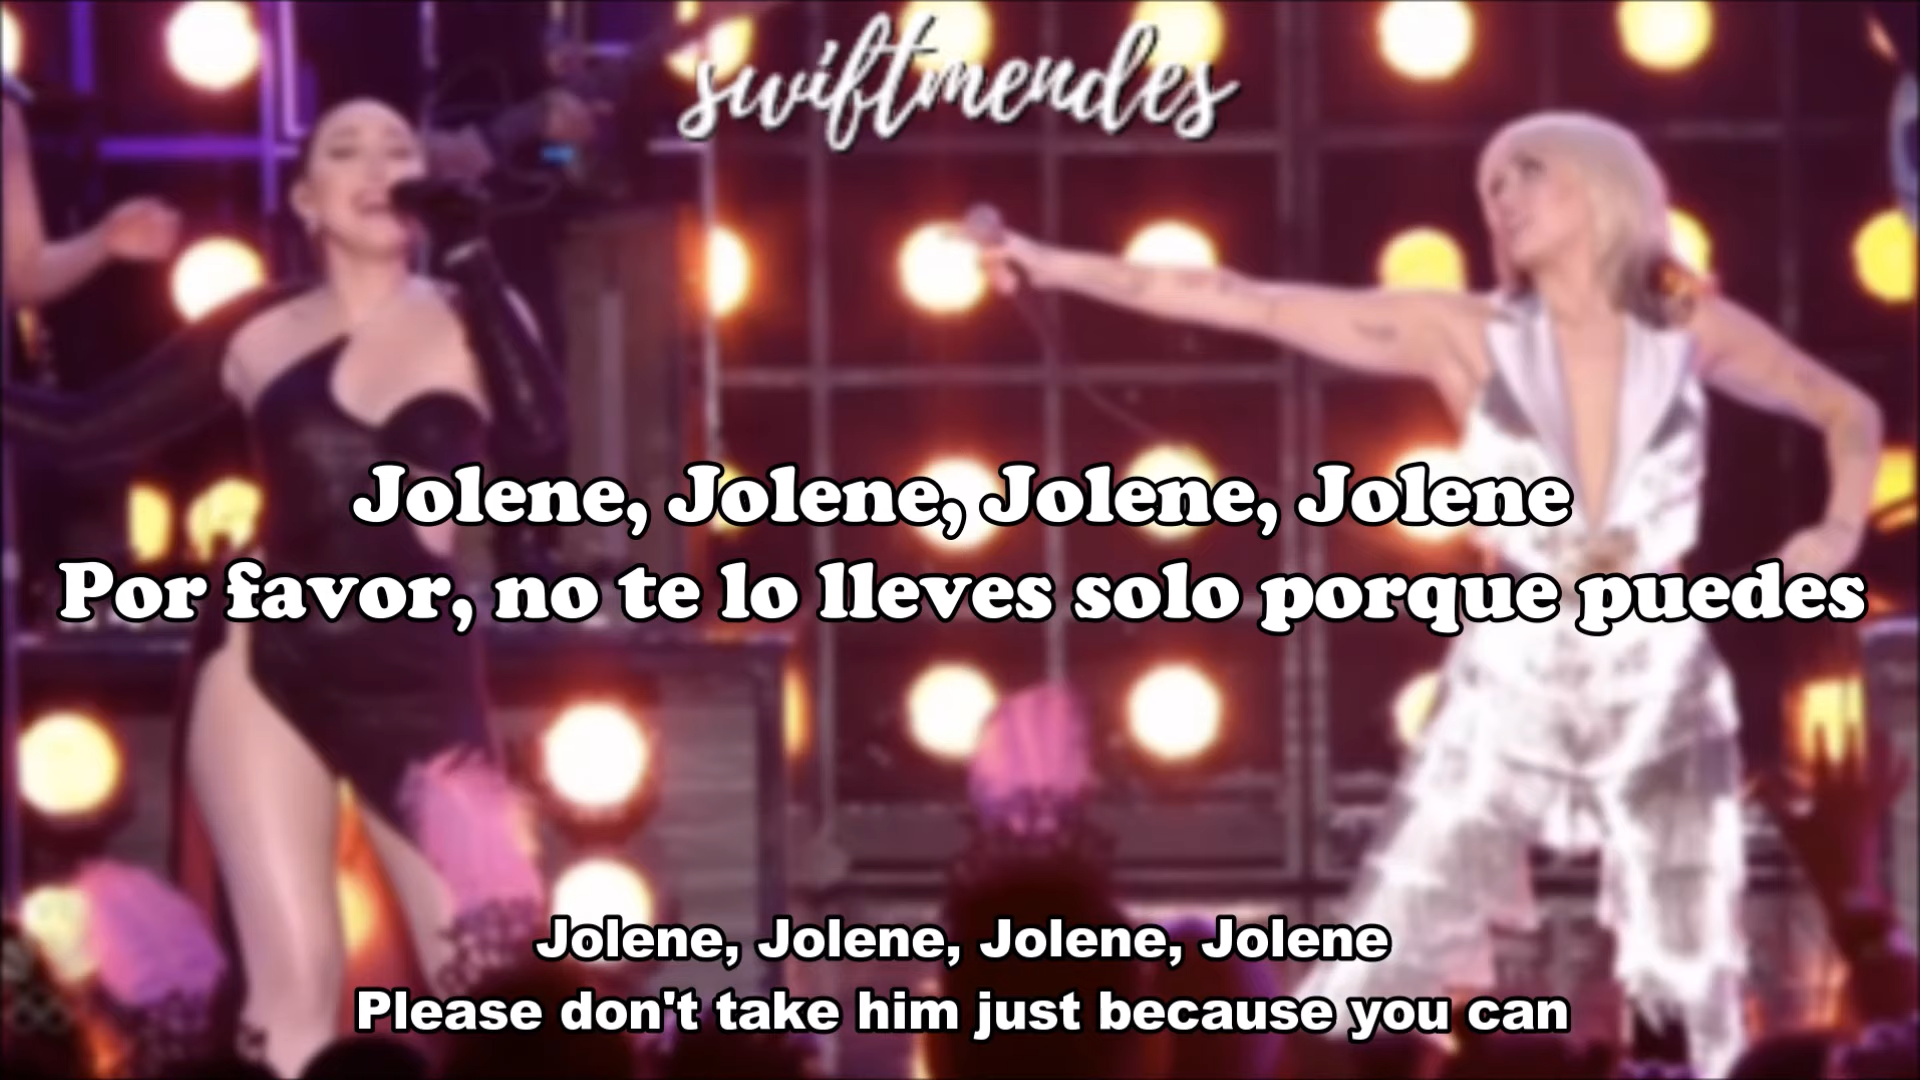 swiftmendes
Jolene, Jolene, Jolene, Jolene
Por favor, no te lo lleves solo porque puedes
Jolene, Jolene, Jolene, Jolene
Please don't take him just because you can